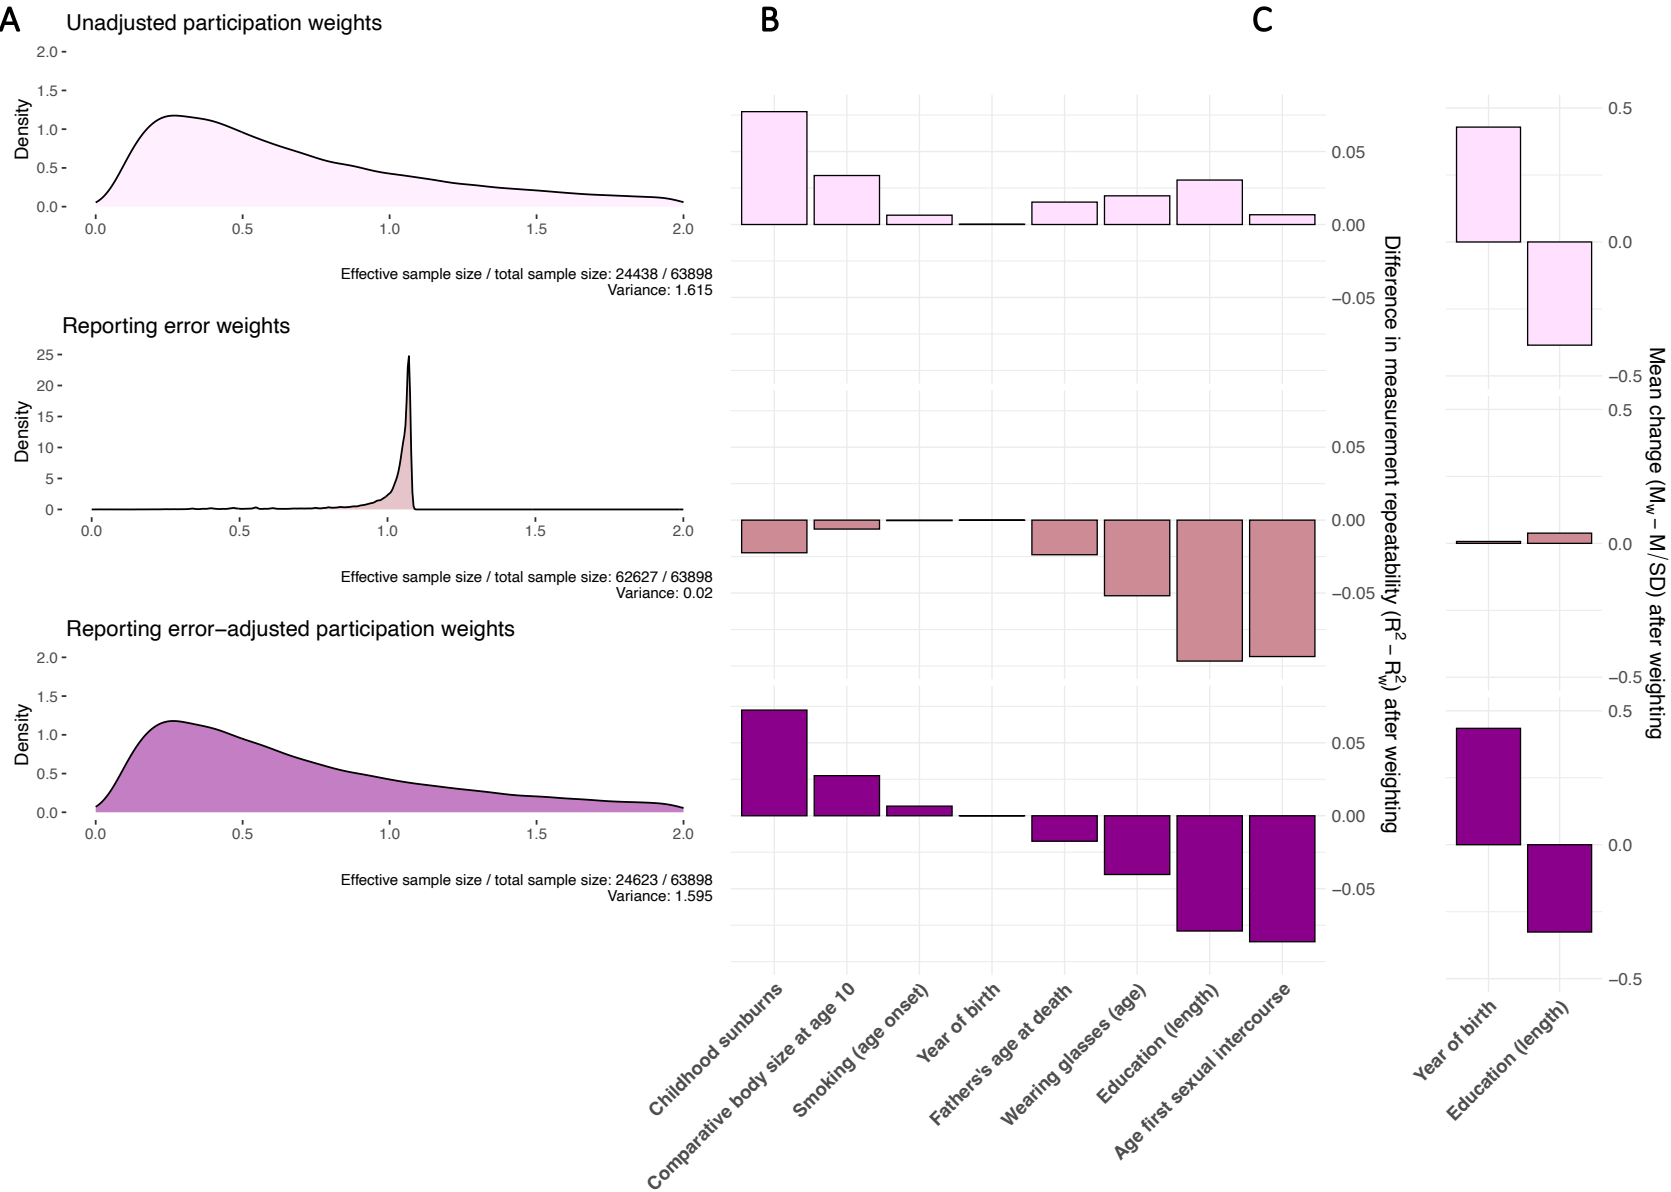 A
Unadjusted participation weights
2.0
1.5
1.0
0.5
0.0
Density
0.0 0.5 1.0 1.5 2.0
Effective sample size / total sample size: 24438 / 63898
Variance: 1.615
Reporting error weights
25
20
15
10
5
0
Density
0.0 0.5 1.0 1.5 2.0
Effective sample size / total sample size: 62627 / 63898
Variance: 0.02
Reporting error−adjusted participation weights
2.0
1.5
1.0
0.5
0.0
Density
0.0 0.5 1.0 1.5 2.0
Effective sample size / total sample size: 24623 / 63898
Variance: 1.595
B
0.05
0.00
−0.05
0.05
0.00
−0.05
0.05
0.00
−0.05
Difference in measurement repeatability (R² − R²w) after weighting
Childhood sunburns
Comparative body size at age 10
Smoking (age onset)
Year of birth
Fathers's age at death
Wearing glasses (age)
Education (length)
Age first sexual intercourse
C
0.5
0.0
−0.5
0.5
0.0
−0.5
0.5
0.0
−0.5
Mean change (Mw − M/SD) after weighting
Year of birth
Education (length)